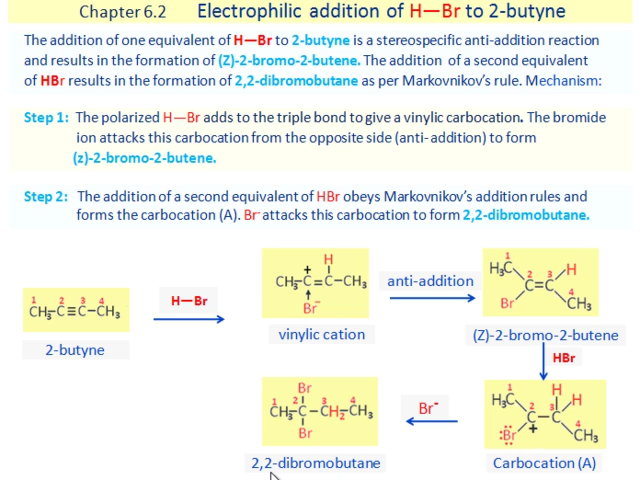 Chapter 6.2 Electrophilic addition of H—Br to 2-butyne
The addition of one equivalent of H—Br to 2-butyne is a stereospecific anti-addition reaction
and results in the formation of (Z)-2-bromo-2-butene. The addition of a second equivalent
of HBr results in the formation of 2,2-dibromobutane as per Markovnikov's rule. Mechanism:
Step 1: The polarized H—Br adds to the triple bond to give a vinylic carbocation. The bromide
ion attacks this carbocation from the opposite side (anti-addition) to form
(z)-2-bromo-2-butene.
Step 2: The addition of a second equivalent of HBr obeys Markovnikov's addition rules and
forms the carbocation (A). Br⁻ attacks this carbocation to form 2,2-dibromobutane.
1 2 3 4
CH₃-C≡C-CH₃
2-butyne
H—Br
+ H
CH₃-C=C-CH₃
Br⁻
vinylic cation
anti-addition
1
H₃C 2 3 H
C=C
Br 4
CH₃
(Z)-2-bromo-2-butene
HBr
1 H
H₃C 2 3 H
C-C
:Br + 4
CH₃
Carbocation (A)
Br⁻
Br
1 2 3 4
CH₃-C-CH₂-CH₃
Br
2,2-dibromobutane